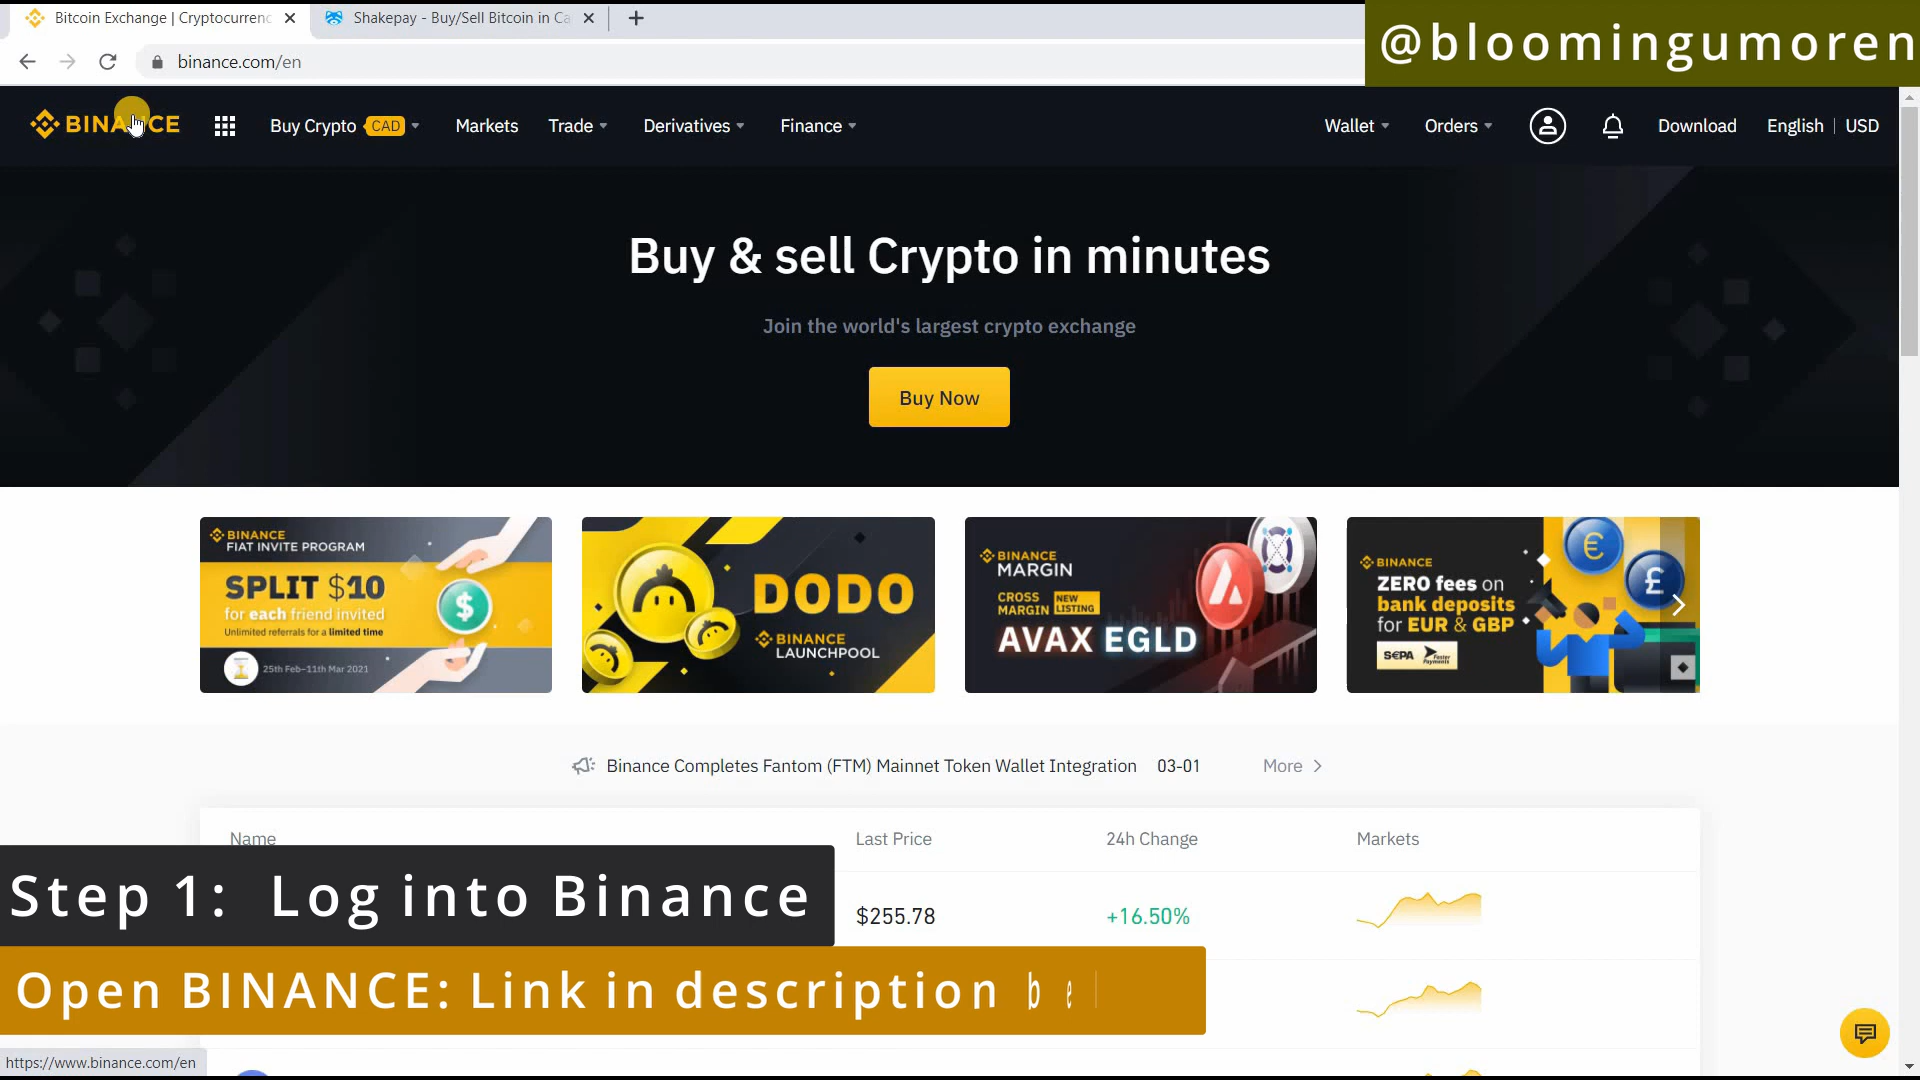 Bitcoin Exchange | Cryptocurrenc
Shakepay - Buy/Sell Bitcoin in Ca
@bloomingumoren
binance.com/en
BINANCE
Buy Crypto CAD
Markets
Trade
Derivatives
Finance
Wallet
Orders
Download
English | USD
Buy & sell Crypto in minutes
Join the world's largest crypto exchange
Buy Now
BINANCE
FIAT INVITE PROGRAM
SPLIT $10
for each friend invited
Unlimited referrals for a limited time
25th Feb–11th Mar 2021
DODO
BINANCE
LAUNCHPOOL
BINANCE
MARGIN
CROSS
MARGIN
NEW
LISTING
AVAX EGLD
BINANCE
ZERO fees on
bank deposits
for EUR & GBP
SEPA
Faster
Payments
Binance Completes Fantom (FTM) Mainnet Token Wallet Integration 03-01
More
Name
Last Price
24h Change
Markets
Step 1: Log into Binance
$255.78
+16.50%
Open BINANCE: Link in description be
https://www.binance.com/en